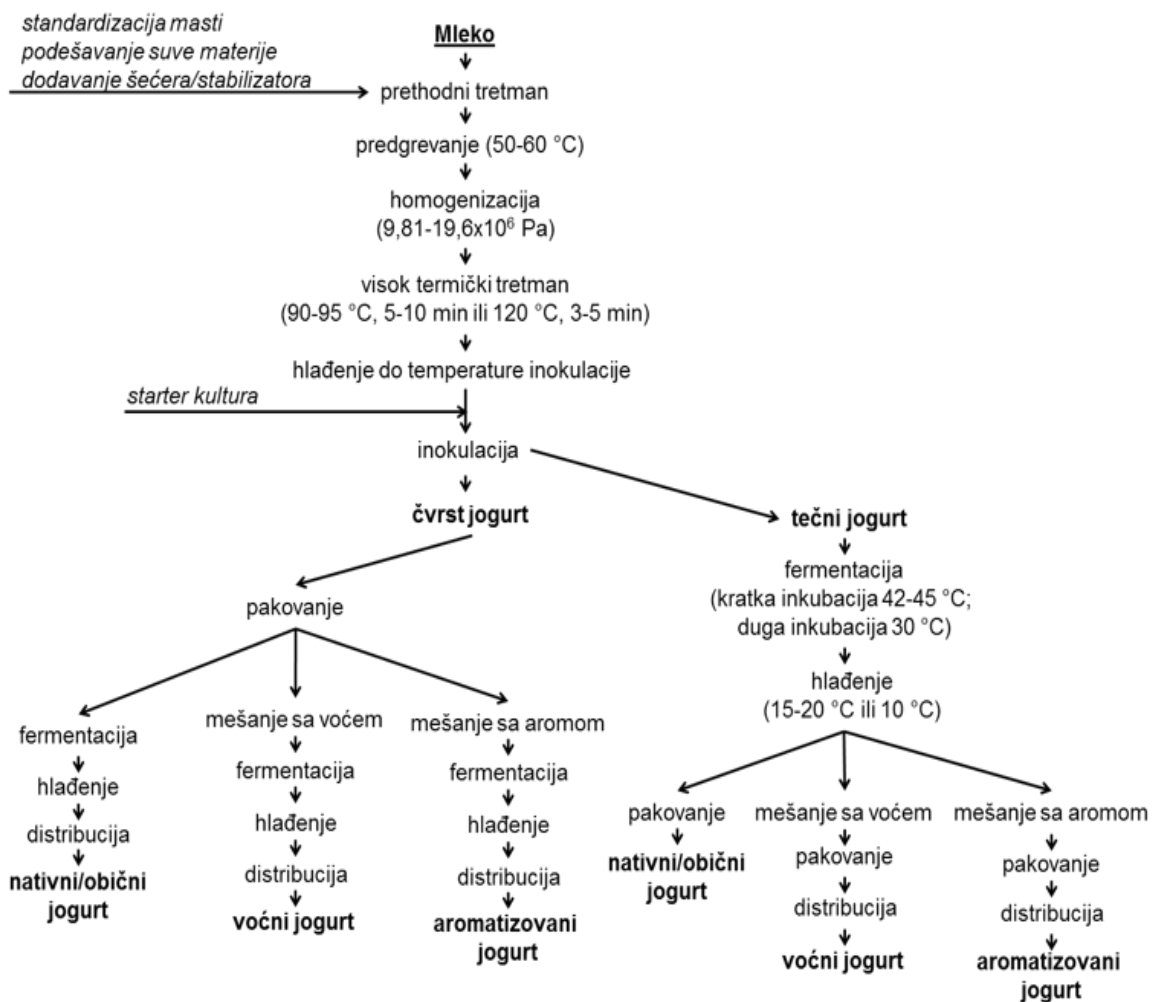 standardizacija masti
podešavanje suve materije
dodavanje šećera/stabilizatora
Mleko
prethodni tretman
predgrevanje (50-60 °C)
homogenizacija
(9,81-19,6x10⁶ Pa)
visok termički tretman
(90-95 °C, 5-10 min ili 120 °C, 3-5 min)
hlađenje do temperature inokulacije
starter kultura
inokulacija
čvrst jogurt
pakovanje
fermentacija
hlađenje
distribucija
nativni/obični
jogurt
mešanje sa voćem
fermentacija
hlađenje
distribucija
voćni jogurt
mešanje sa aromom
fermentacija
hlađenje
distribucija
aromatizovani
jogurt
tečni jogurt
fermentacija
(kratka inkubacija 42-45 °C;
duga inkubacija 30 °C)
hlađenje
(15-20 °C ili 10 °C)
pakovanje
nativni/obični
jogurt
mešanje sa voćem
pakovanje
distribucija
voćni jogurt
mešanje sa aromom
pakovanje
distribucija
aromatizovani
jogurt